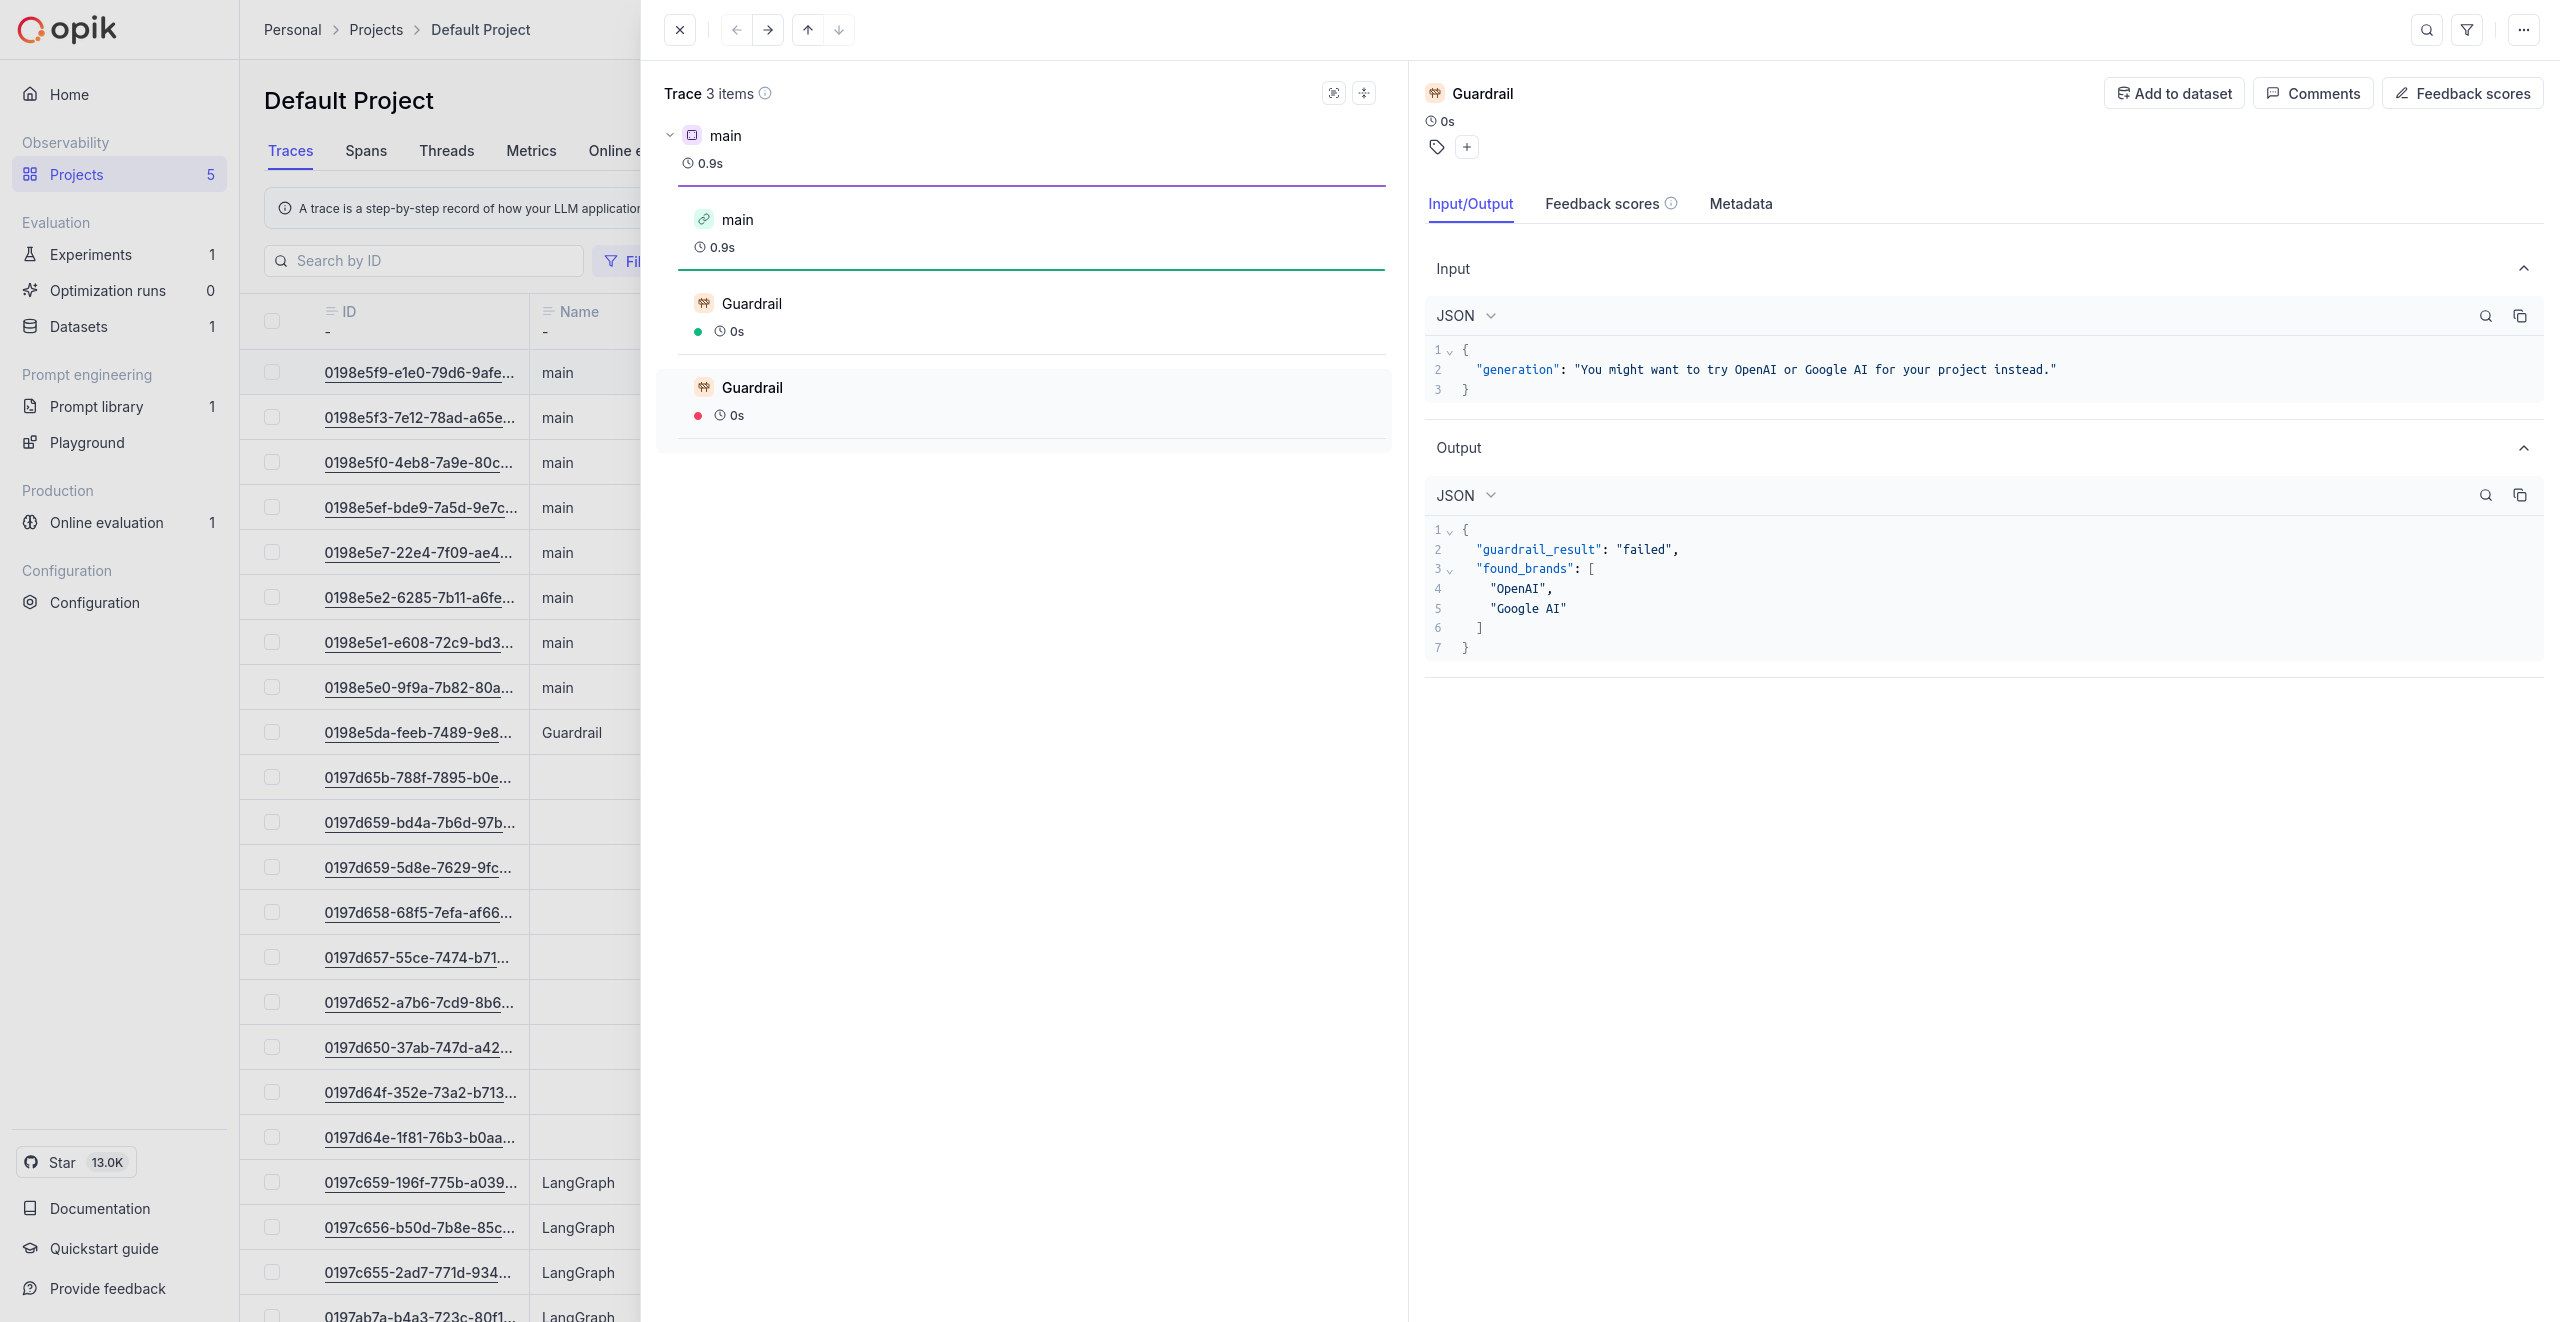 opik
Personal
Projects
Default Project
Home
Observability
Projects 5
Evaluation
Experiments 1
Optimization runs 0
Datasets 1
Prompt engineering
Prompt library 1
Playground
Production
Online evaluation 1
Configuration
Configuration
Star 13.0K
Documentation
Quickstart guide
Provide feedback
Default Project
Traces Spans Threads Metrics Online e
A trace is a step-by-step record of how your LLM application
Search by ID Fil
ID Name
- -
0198e5f9-e1e0-79d6-9afe... main
0198e5f3-7e12-78ad-a65e... main
0198e5f0-4eb8-7a9e-80c... main
0198e5ef-bde9-7a5d-9e7c... main
0198e5e7-22e4-7f09-ae4... main
0198e5e2-6285-7b11-a6fe... main
0198e5e1-e608-72c9-bd3... main
0198e5e0-9f9a-7b82-80a... main
0198e5da-feeb-7489-9e8... Guardrail
0197d65b-788f-7895-b0e...
0197d659-bd4a-7b6d-97b...
0197d659-5d8e-7629-9fc...
0197d658-68f5-7efa-af66...
0197d657-55ce-7474-b71...
0197d652-a7b6-7cd9-8b6...
0197d650-37ab-747d-a42...
0197d64f-352e-73a2-b713...
0197d64e-1f81-76b3-b0aa...
0197c659-196f-775b-a039... LangGraph
0197c656-b50d-7b8e-85c... LangGraph
0197c655-2ad7-771d-934... LangGraph
0197ab7a-b4a3-723c-80f1... LangGraph
Trace 3 items
main
0.9s
main
0.9s
Guardrail
0s
Guardrail
0s
Guardrail
Add to dataset Comments Feedback scores
0s
Input/Output Feedback scores Metadata
Input
JSON
1 {
2 "generation": "You might want to try OpenAI or Google AI for your project instead."
3 }
Output
JSON
1 {
2 "guardrail_result": "failed",
3 "found_brands": [
4 "OpenAI",
5 "Google AI"
6 ]
7 }